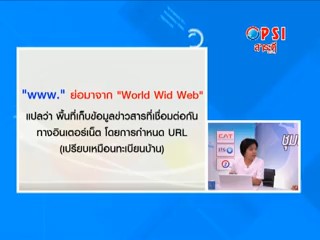 PSI
สาระดี
"www." ย่อมาจาก "World Wid Web"
แปลว่า พื้นที่เก็บข้อมูลข่าวสารที่เชื่อมต่อกัน
ทางอินเตอร์เน็ต โดยการกำหนด URL
(เปรียบเหมือนทะเบียนบ้าน)
CAT